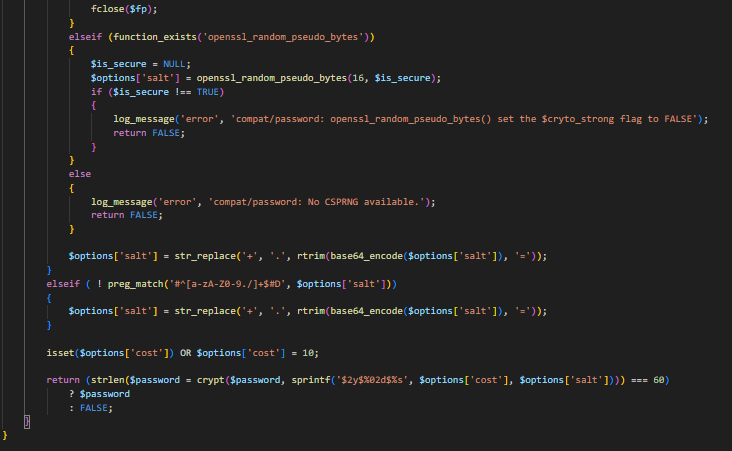 fclose($fp);
}
elseif (function_exists('openssl_random_pseudo_bytes'))
{
$is_secure = NULL;
$options['salt'] = openssl_random_pseudo_bytes(16, $is_secure);
if ($is_secure !== TRUE)
{
log_message('error', 'compat/password: openssl_random_pseudo_bytes() set the $cryto_strong flag to FALSE');
return FALSE;
}
}
else
{
log_message('error', 'compat/password: No CSPRNG available.');
return FALSE;
}
$options['salt'] = str_replace('+', '.', rtrim(base64_encode($options['salt']), '='));
}
elseif ( ! preg_match('#^[a-zA-Z0-9./]+$#D', $options['salt']))
{
$options['salt'] = str_replace('+', '.', rtrim(base64_encode($options['salt']), '='));
}
isset($options['cost']) OR $options['cost'] = 10;
return (strlen($password = crypt($password, sprintf('$2y$%02d$%s', $options['cost'], $options['salt']))) === 60)
? $password
: FALSE;
}
}